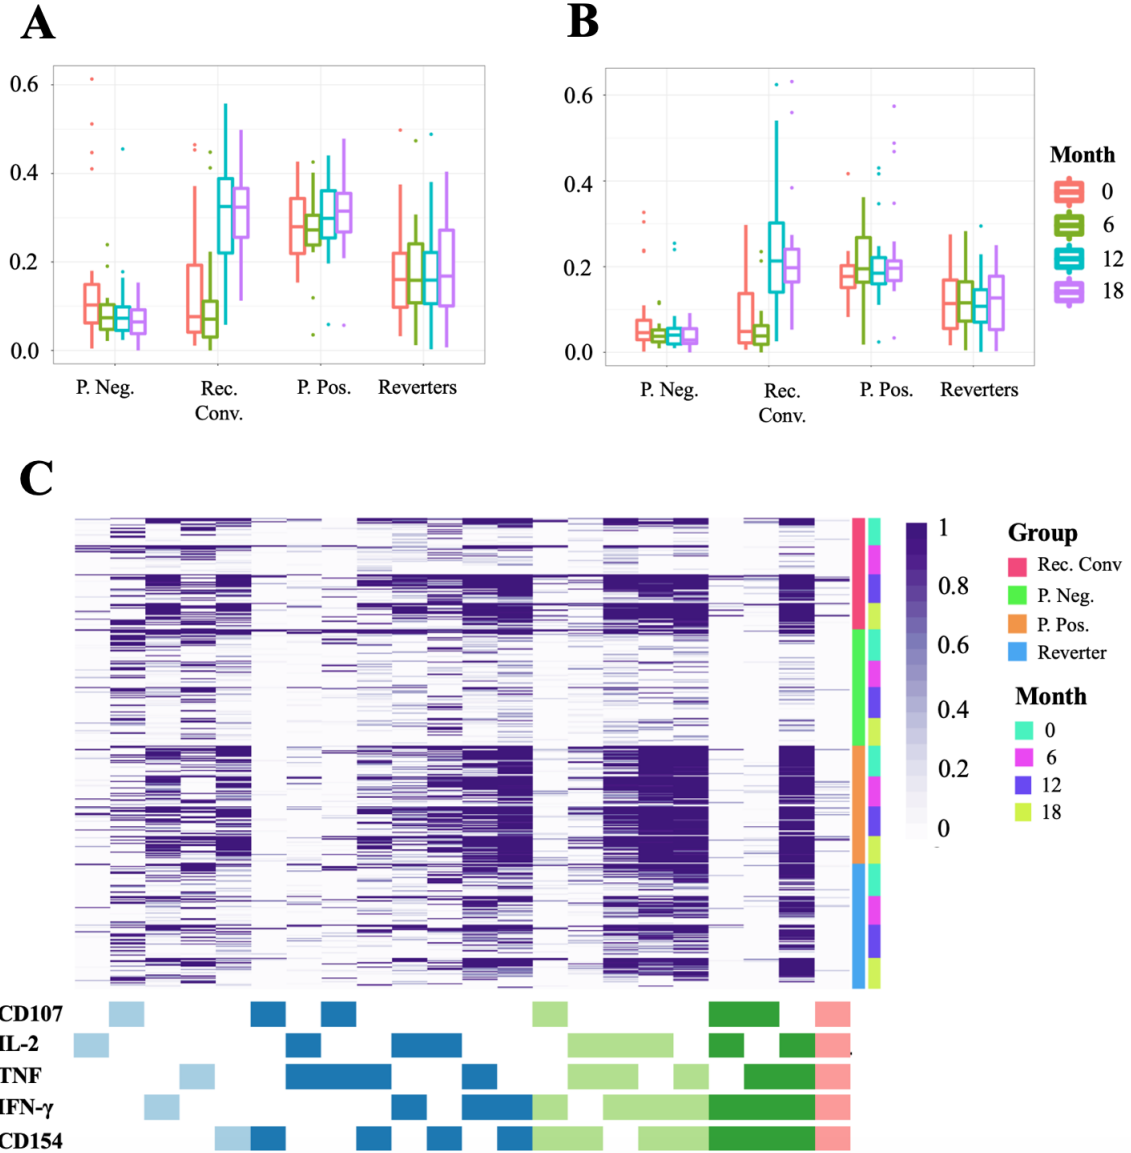 A
0.6
0.4
0.2
0.0
P. Neg.
Rec.
Conv.
P. Pos.
Reverters
B
0.6
0.4
0.2
0.0
P. Neg.
Rec.
Conv.
P. Pos.
Reverters
Month
0
6
12
18
C
1
0.8
0.6
0.4
0.2
0
Group
Rec. Conv
P. Neg.
P. Pos.
Reverter
Month
0
6
12
18
CD107
IL-2
TNF
IFN-γ
CD154